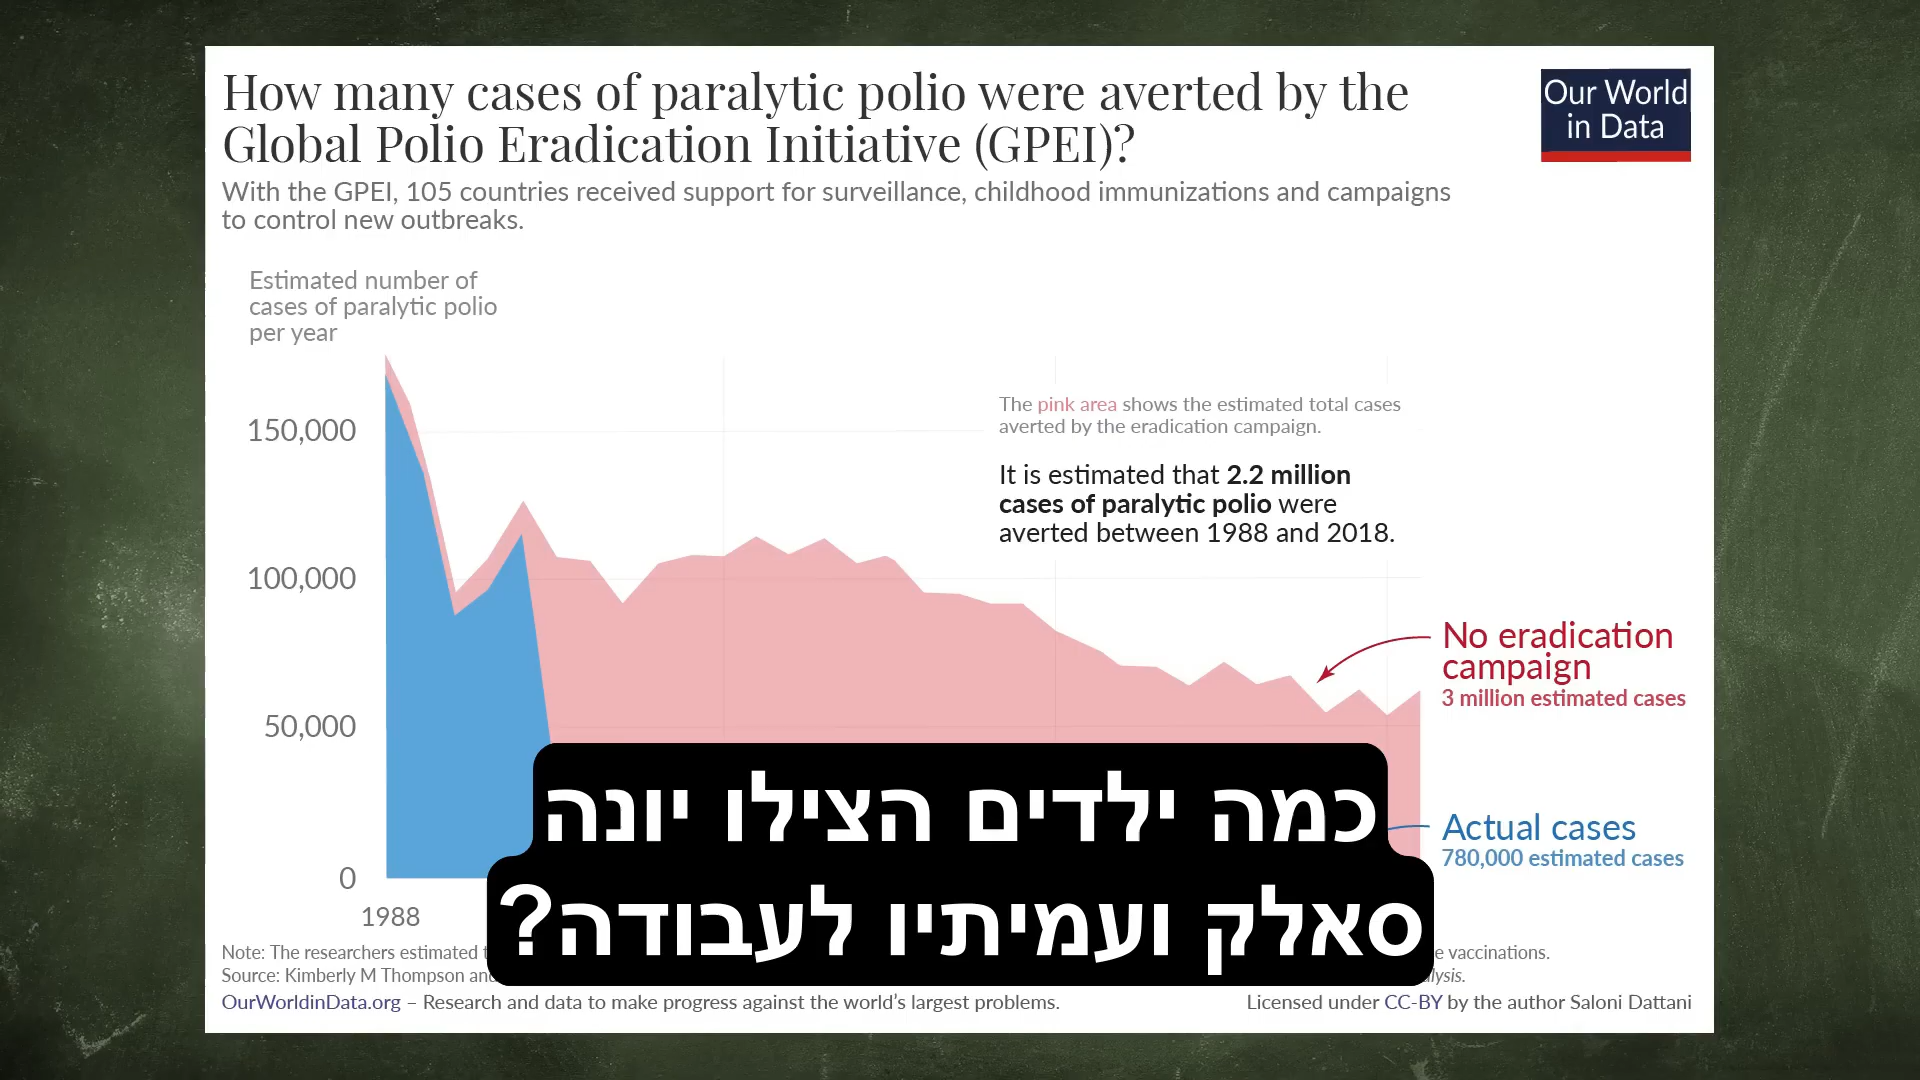 How many cases of paralytic polio were averted by the
Global Polio Eradication Initiative (GPEI)?
Our World
in Data
With the GPEI, 105 countries received support for surveillance, childhood immunizations and campaigns
to control new outbreaks.
Estimated number of
cases of paralytic polio
per year
150,000
100,000
50,000
0
1988
The pink area shows the estimated total cases
averted by the eradication campaign.
It is estimated that 2.2 million
cases of paralytic polio were
averted between 1988 and 2018.
No eradication
campaign
3 million estimated cases
Actual cases
780,000 estimated cases
כמה ילדים הצילו יונה
סאלק ועמיתיו לעבודה?
Note: The researchers estimated vaccinations.
Source: Kimberly M Thompson
OurWorldinData.org – Research and data to make progress against the world's largest problems.
Licensed under CC-BY by the author Saloni Dattani